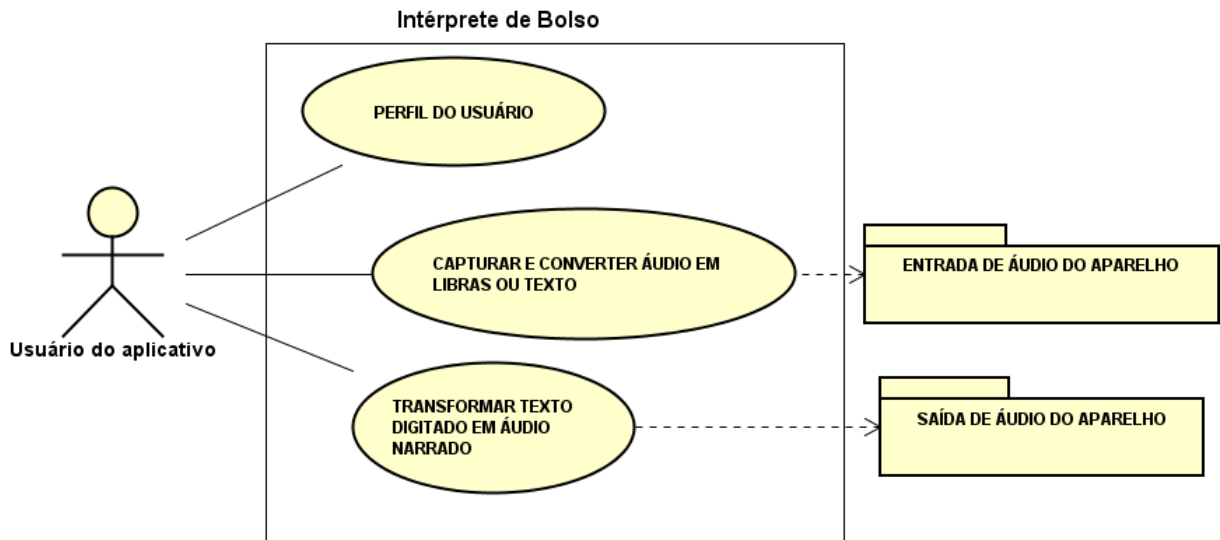 Intérprete de Bolso
PERFIL DO USUÁRIO
CAPTURAR E CONVERTER ÁUDIO EM
LIBRAS OU TEXTO
ENTRADA DE ÁUDIO DO APARELHO
Usuário do aplicativo
TRANSFORMAR TEXTO
DIGITADO EM ÁUDIO
NARRADO
SAÍDA DE ÁUDIO DO APARELHO